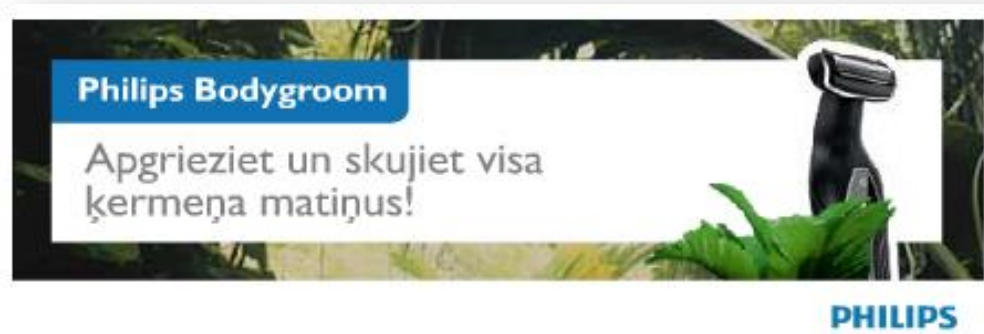 Philips Bodygroom
Apgrieziet un skujiet visa
ķermeņa matiņus!
PHILIPS